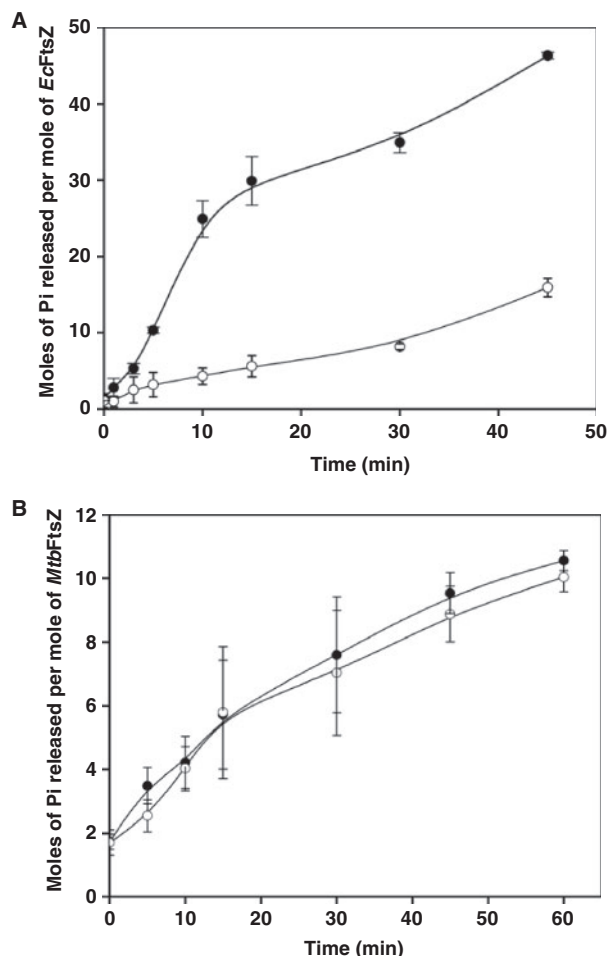 A
Moles of Pi released per mole of EcFtsZ
50
40
30
20
10
0
0 10 20 30 40 50
Time (min)
B
Moles of Pi released per mole of MtbFtsZ
12
10
8
6
4
2
0
0 10 20 30 40 50 60
Time (min)